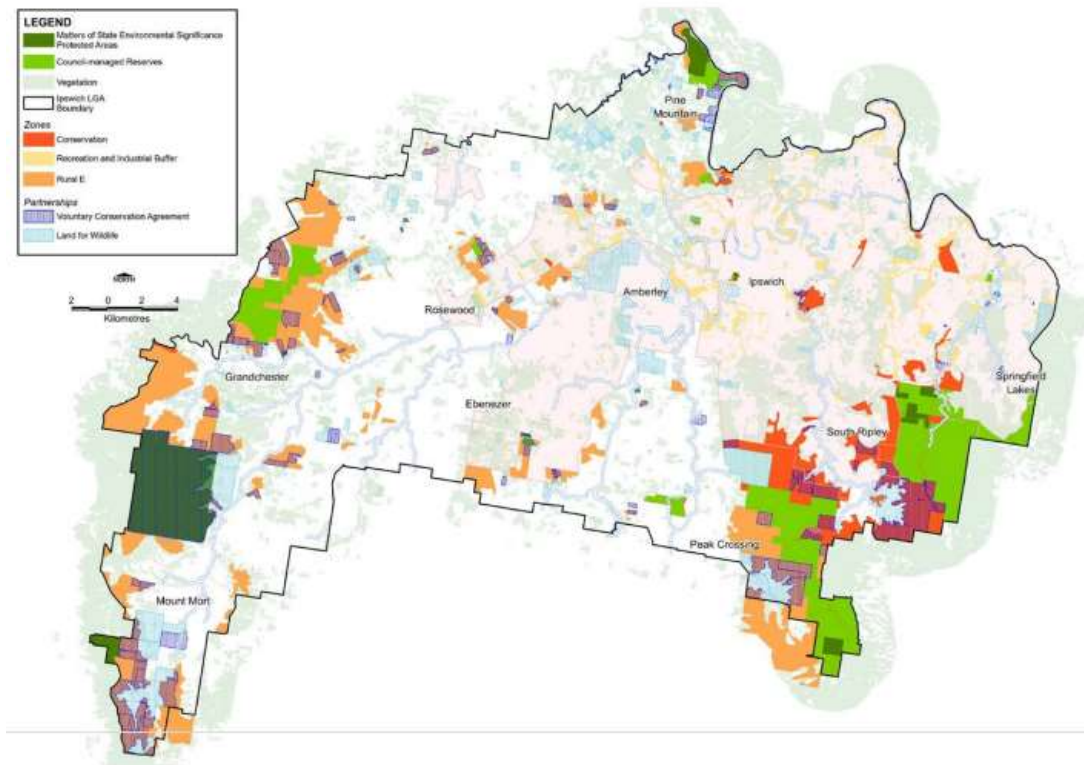 LEGEND
Matters of State Environmental Significance
Protected Areas
Council-managed Reserves
Vegetation
Ipswich LGA
Boundary
Zones
Conservation
Recreation and Industrial Buffer
Rural E
Partnerships
Voluntary Conservation Agreement
Land for Wildlife
NORTH
2 0 2 4
Kilometres
Pine
Mountain
Ipswich
Amberley
Rosewood
Grandchester
Ebenezer
Springfield
Lakes
South Ripley
Peak Crossing
Mount Mort